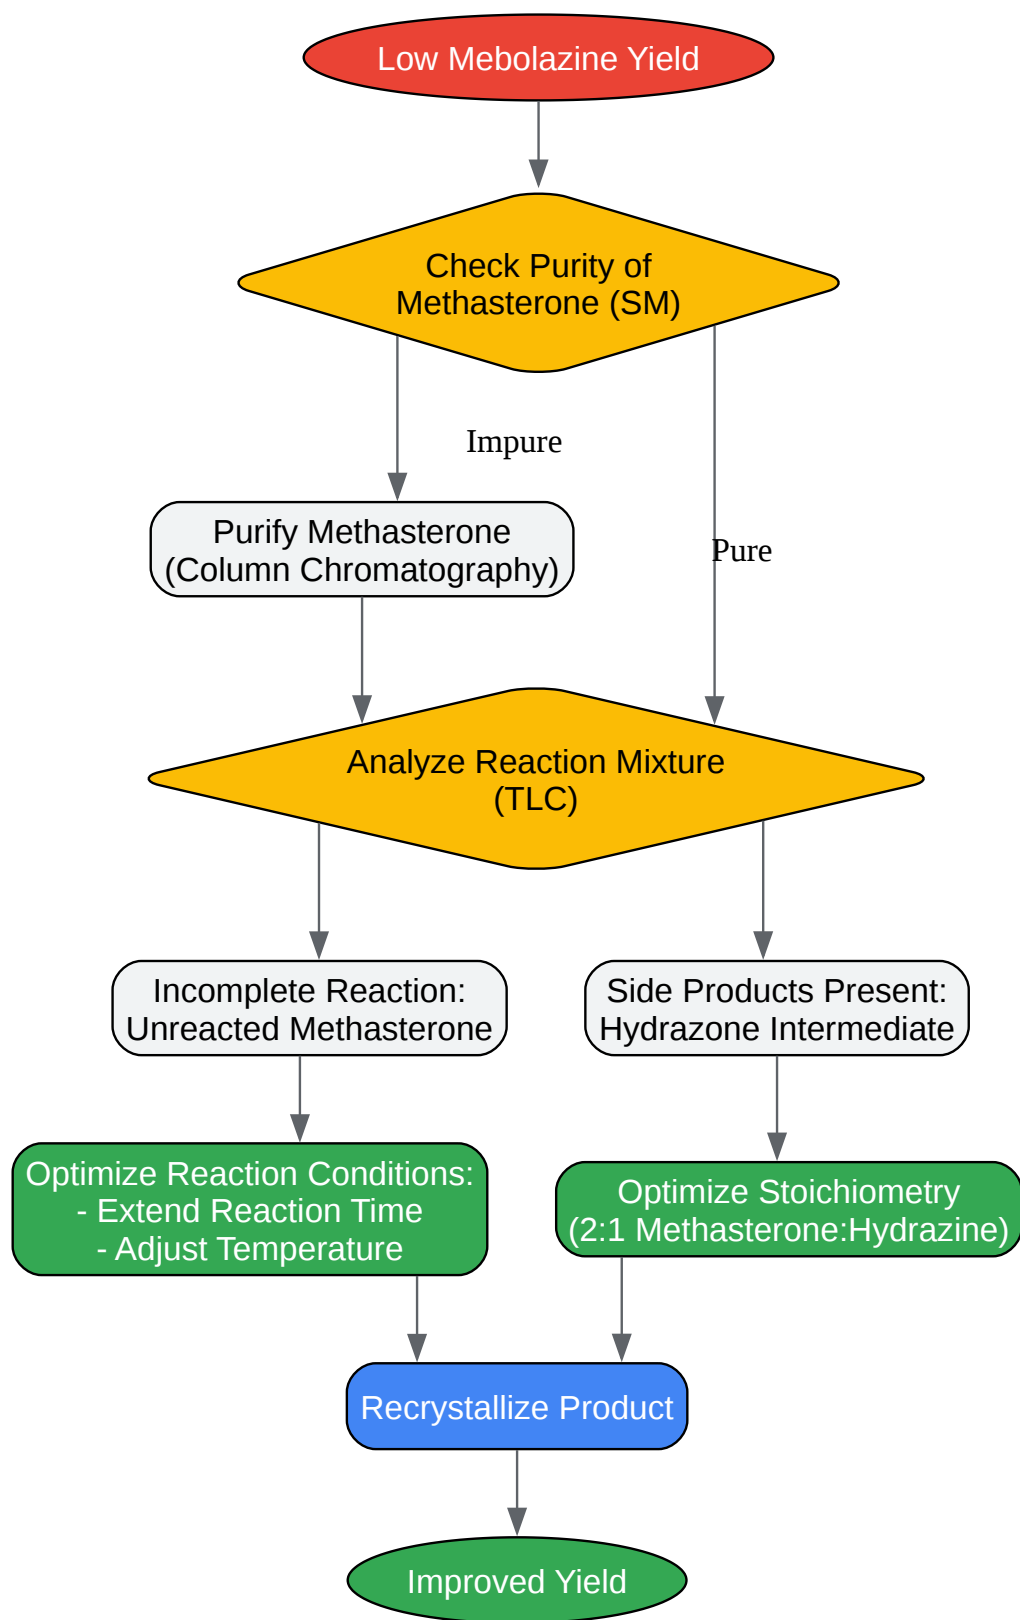 Low Mebolazine Yield
Check Purity of
Methasterone (SM)
Impure
Purify Methasterone
(Column Chromatography)
Pure
Analyze Reaction Mixture
(TLC)
Incomplete Reaction:
Unreacted Methasterone
Side Products Present:
Hydrazone Intermediate
Optimize Reaction Conditions:
- Extend Reaction Time
- Adjust Temperature
Optimize Stoichiometry
(2:1 Methasterone:Hydrazine)
Recrystallize Product
Improved Yield